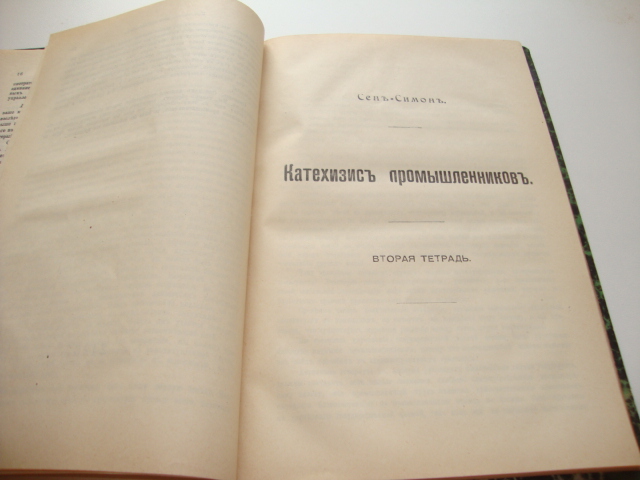 Сенъ-Симонъ.
Катехизисъ промышленниковъ.
ВТОРАЯ ТЕТРАДЬ.